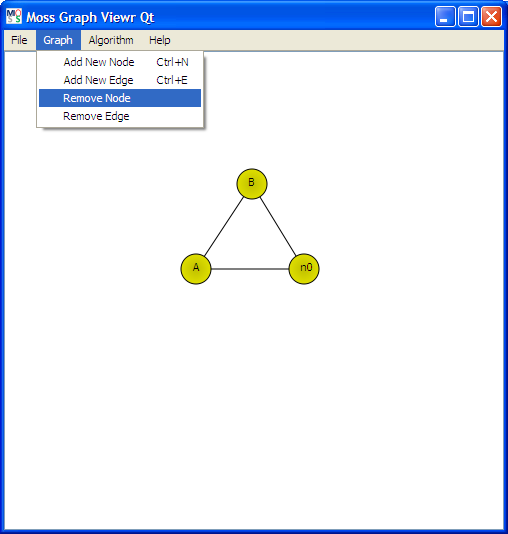 MOSS Moss Graph Viewr Qt
File Graph Algorithm Help
Add New Node Ctrl+N
Add New Edge Ctrl+E
Remove Node
Remove Edge
B
A n0